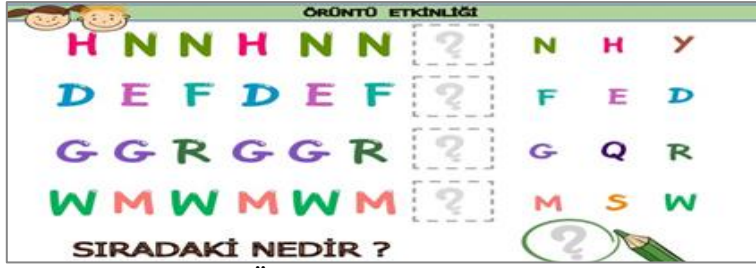 ÖRÜNTÜ ETKİNLİĞİ
H N N H N N ? N H Y
D E F D E F ? F E D
G G R G G R ? G Q R
W M W M W M ? M S W
SIRADAKİ NEDİR ? ?